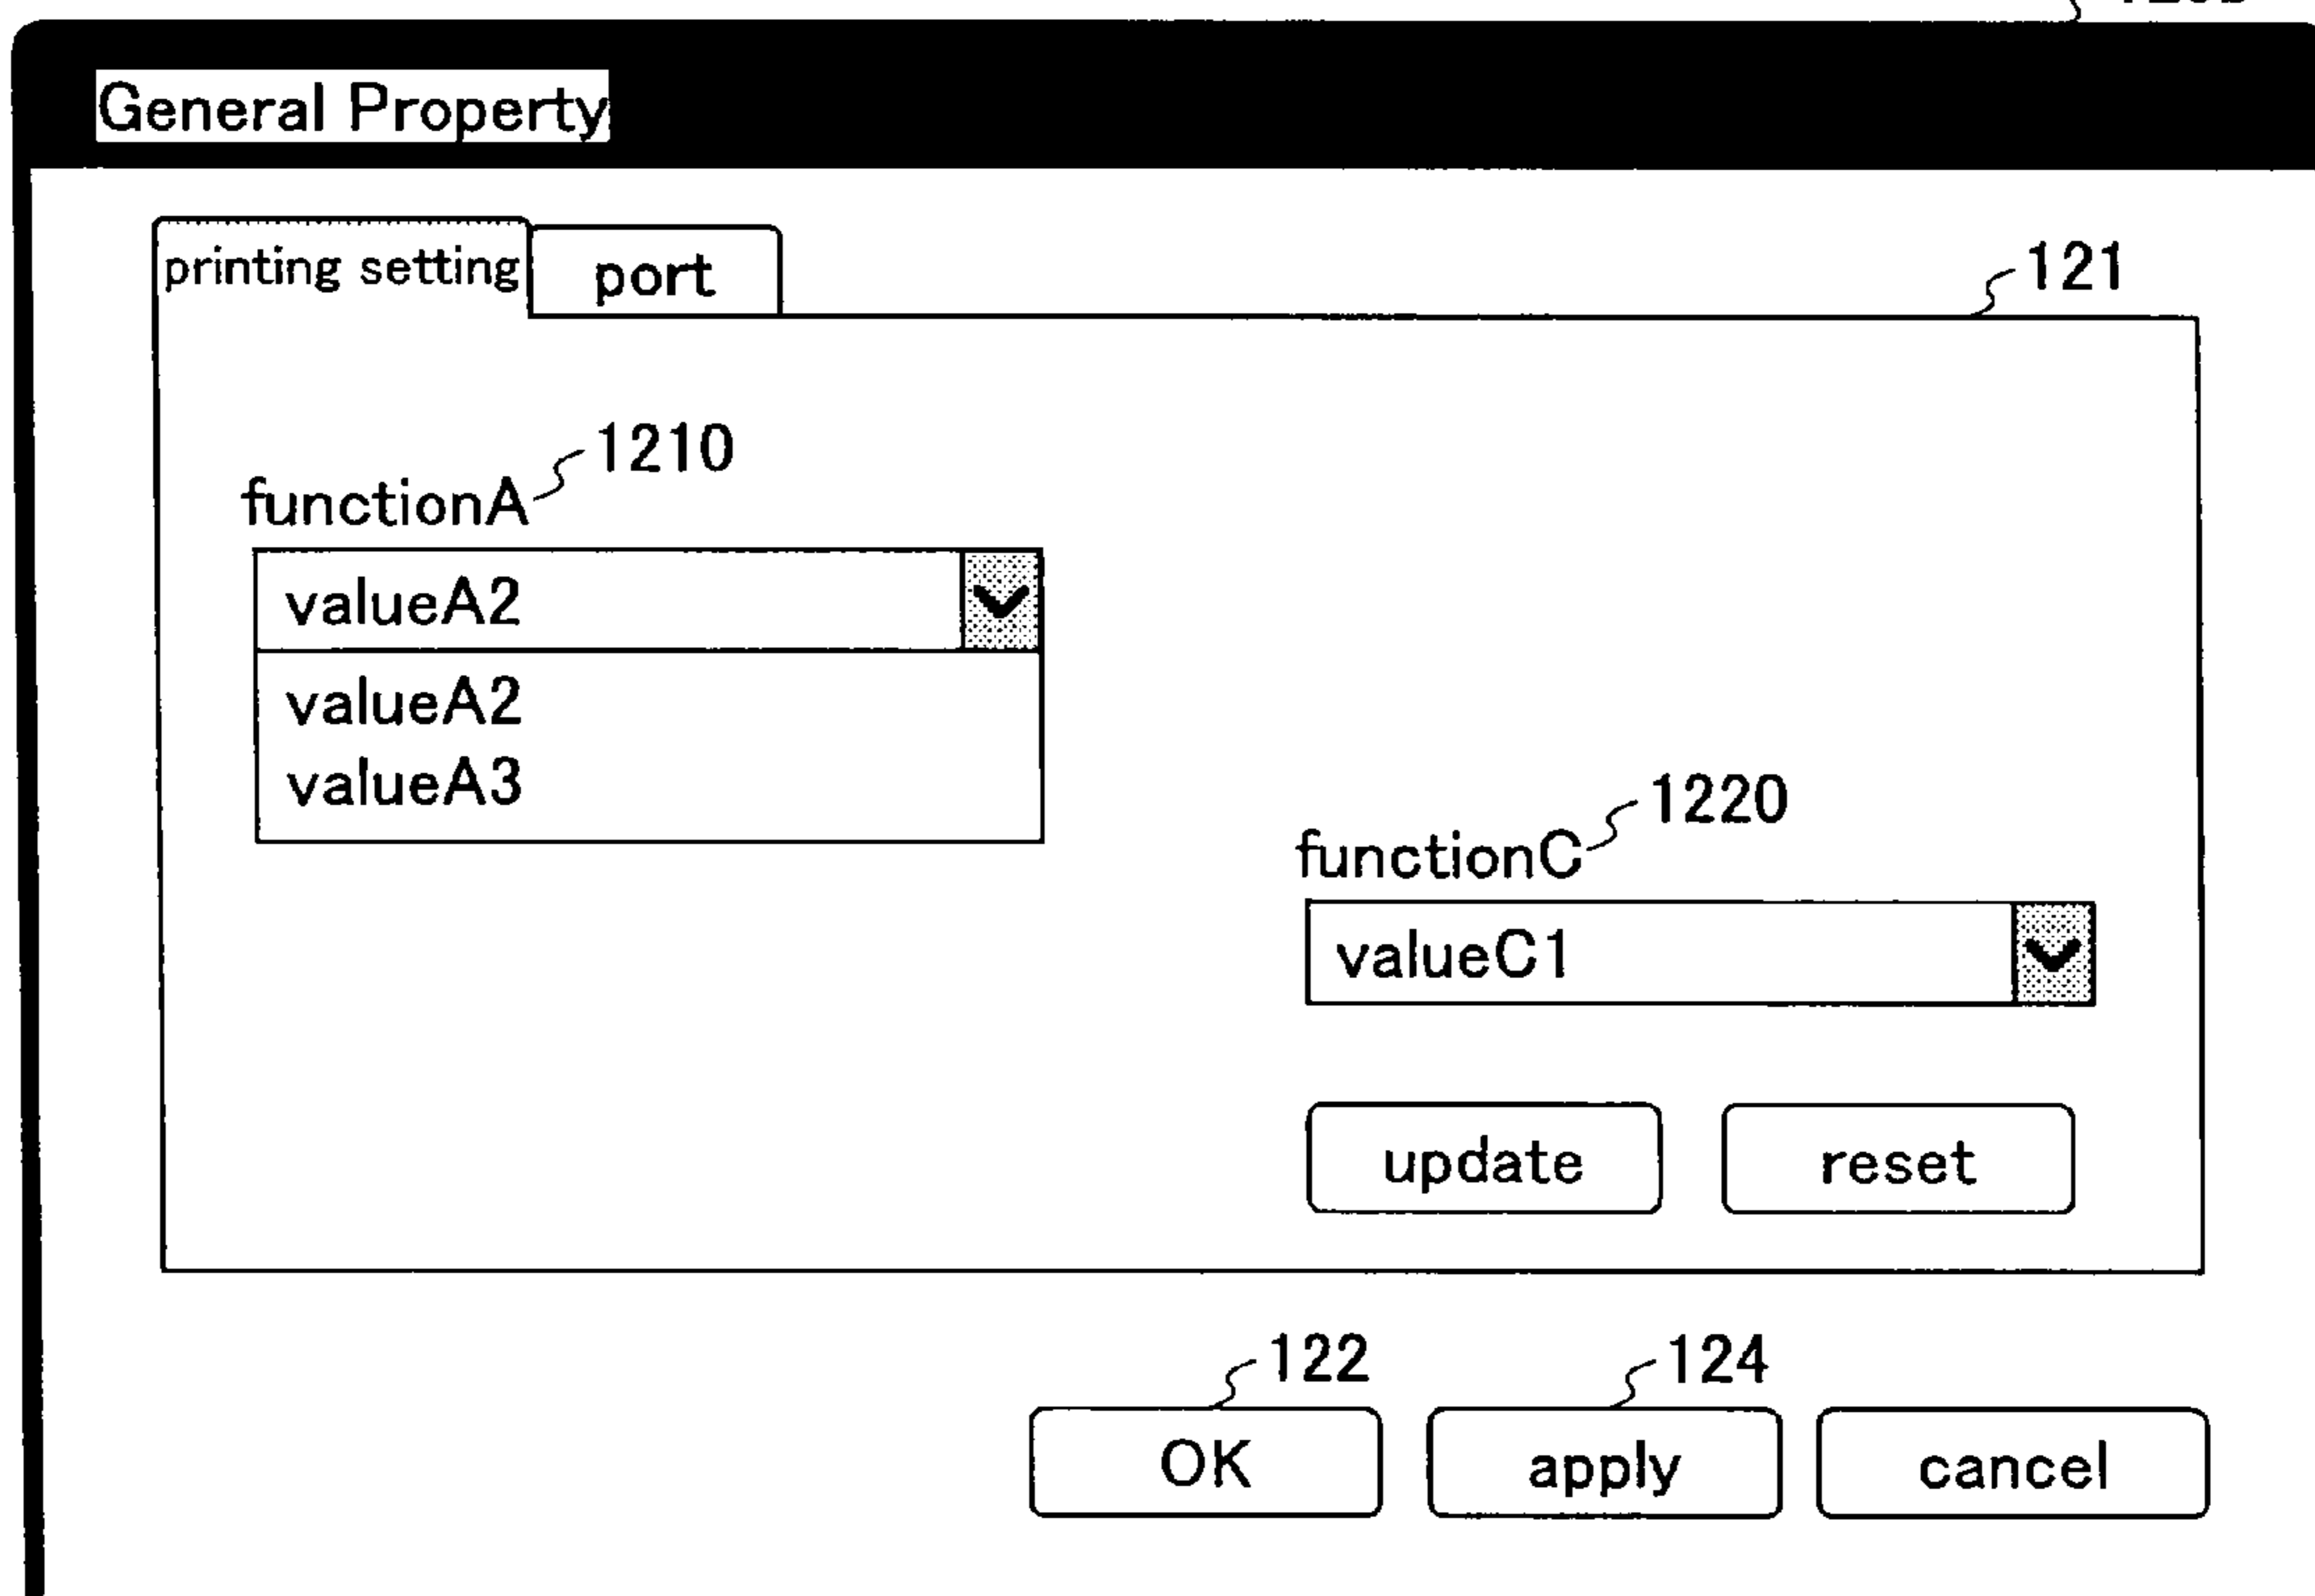 General Property
printing setting
port
121
1210
functionA
valueA2
valueA2
valueA3
1220
functionC
valueC1
update
reset
122
124
OK
apply
cancel